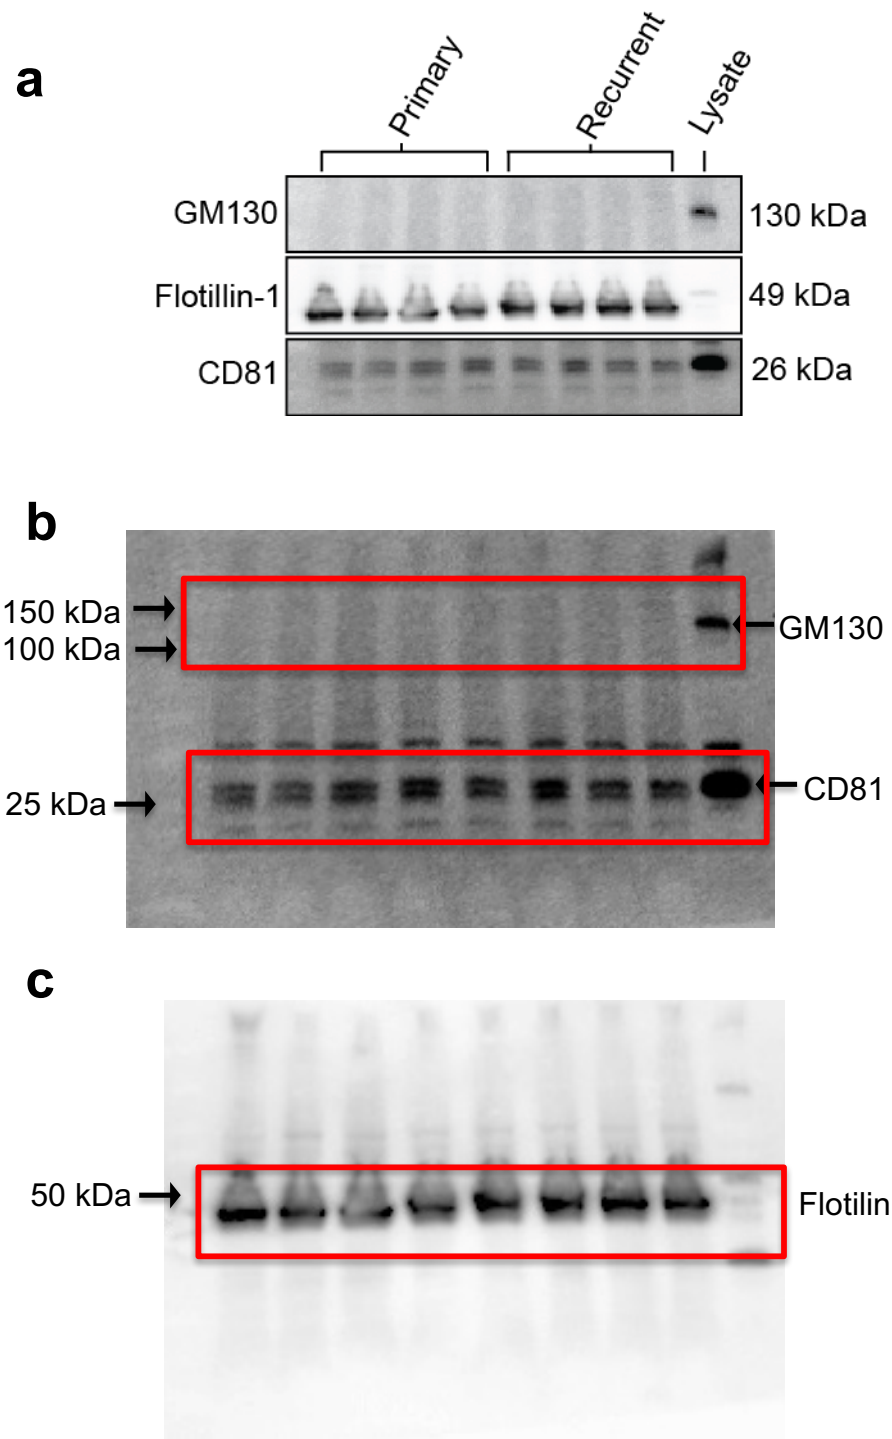 a
Primary
Recurrent
Lysate
GM130
130 kDa
Flotillin-1
49 kDa
CD81
26 kDa
b
150 kDa
100 kDa
GM130
25 kDa
CD81
c
50 kDa
Flotilin